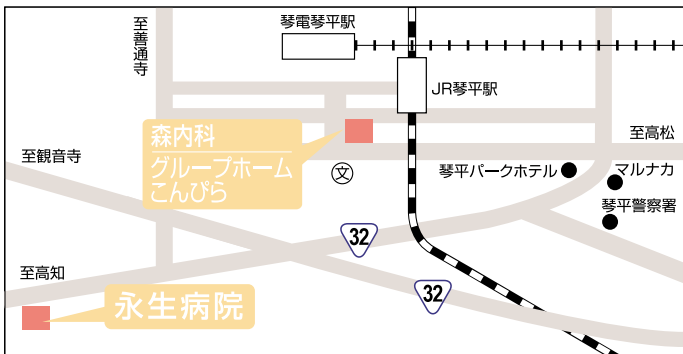 至善通寺
琴電琴平駅
JR琴平駅
森内科
グループホーム
こんぴら
至高松
至観音寺
文
琴平パークホテル
マルナカ
琴平警察署
32
至高知
32
永生病院